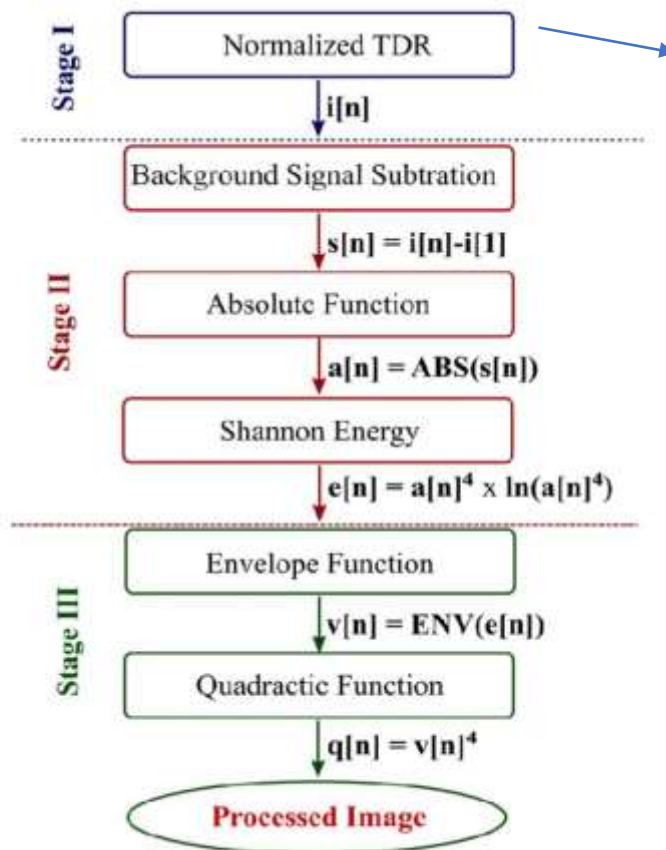 Stage I
Normalized TDR
i[n]
Stage II
Background Signal Subtration
s[n] = i[n]-i[1]
Absolute Function
a[n] = ABS(s[n])
Shannon Energy
e[n] = a[n]⁴ x ln(a[n]⁴)
Stage III
Envelope Function
v[n] = ENV(e[n])
Quadractic Function
q[n] = v[n]⁴
Processed Image